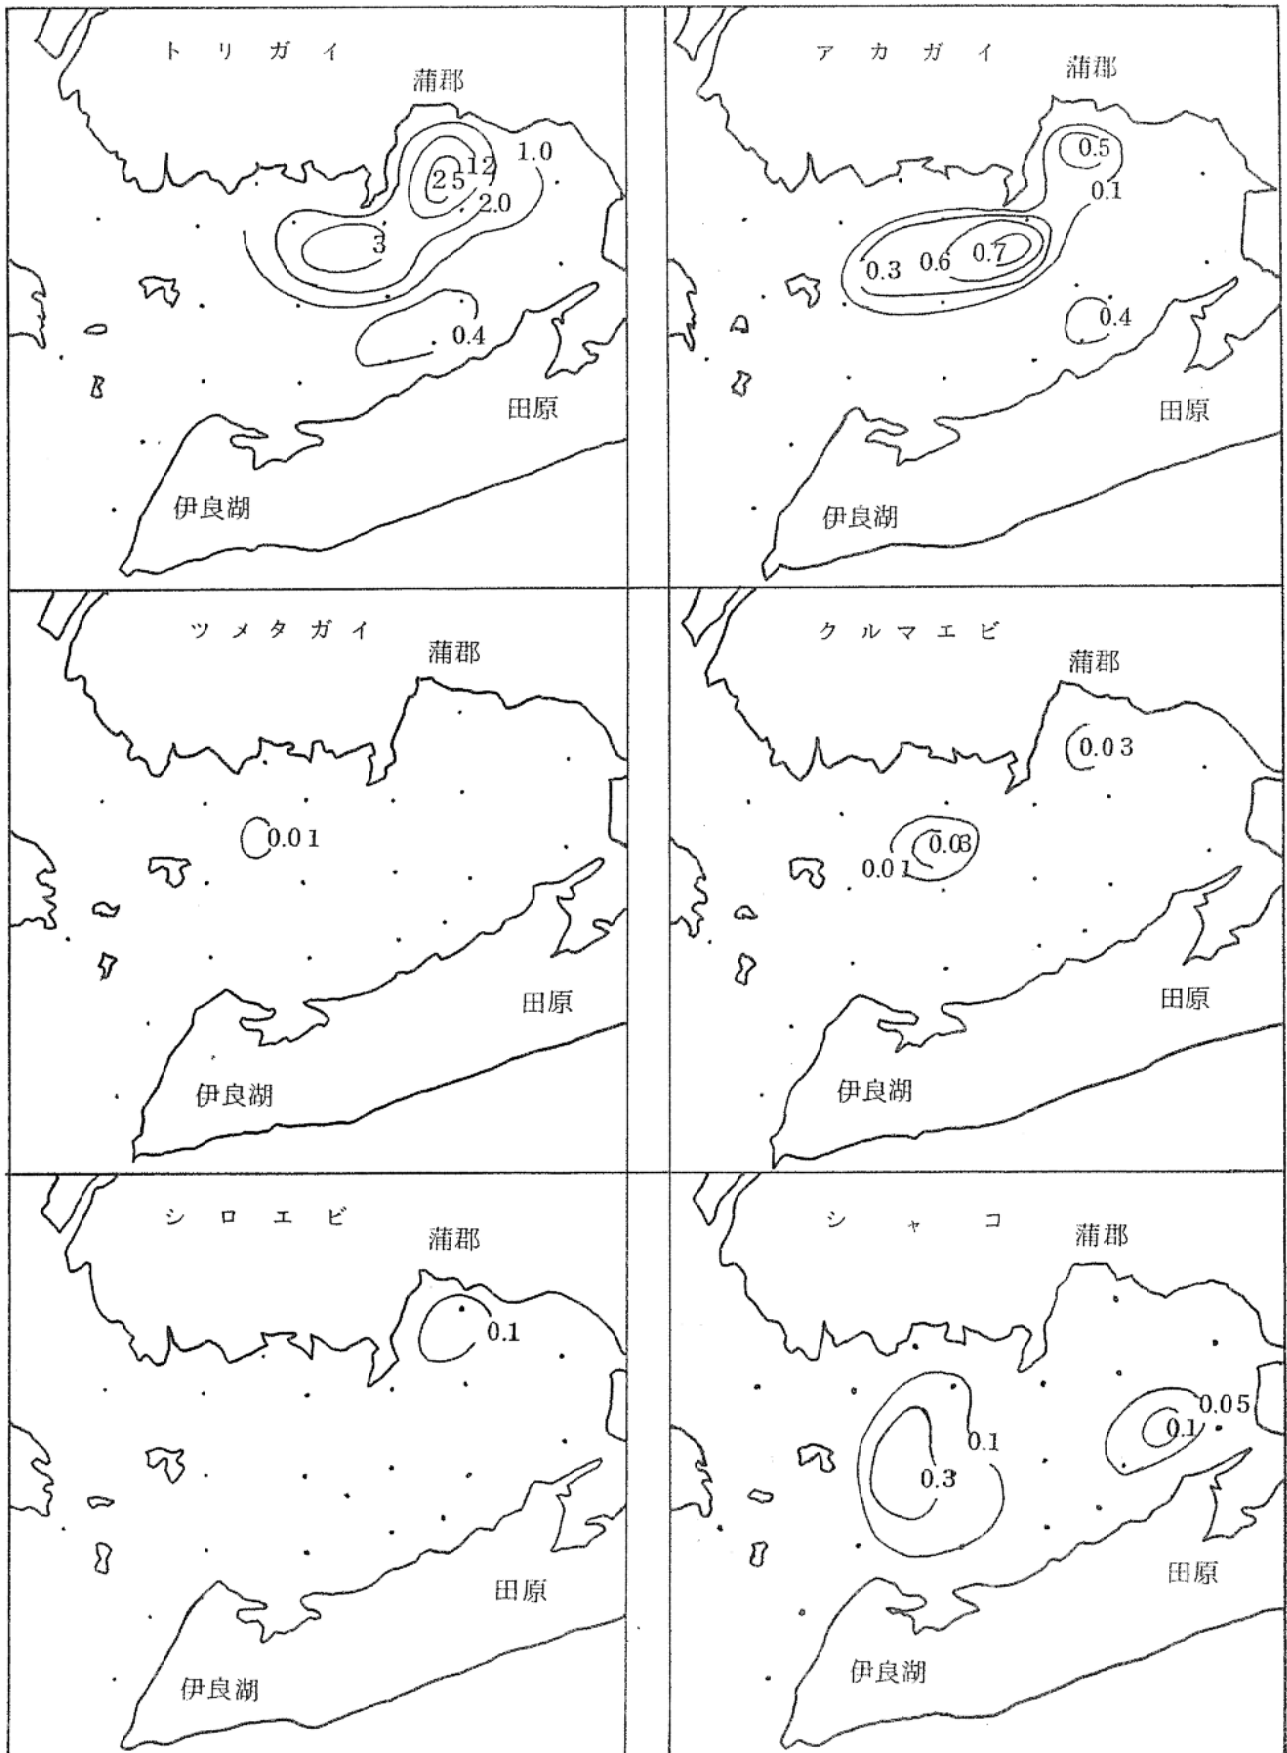 トリガイ
蒲郡
1.0
12
25
2.0
3
0.4
田原
伊良湖
アカガイ
蒲郡
0.5
0.1
0.7
0.6
0.3
0.4
田原
伊良湖
ツメタガイ
蒲郡
0.01
田原
伊良湖
クルマエビ
蒲郡
0.03
0.03
0.01
田原
伊良湖
シロエビ
蒲郡
0.1
田原
伊良湖
シャコ
蒲郡
0.05
0.1
0.1
0.3
田原
伊良湖